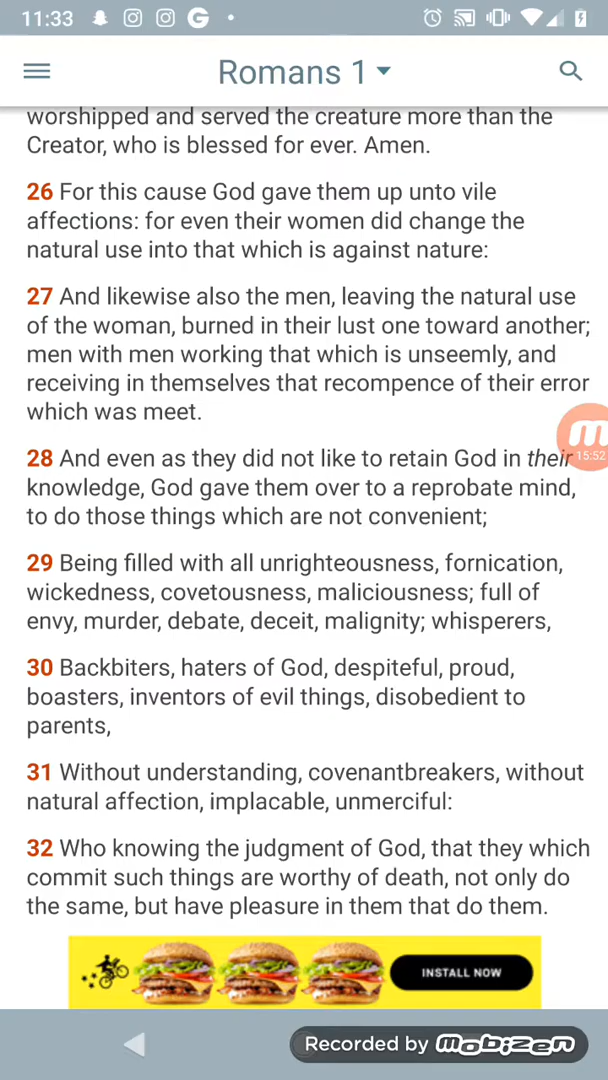 11:33
Romans 1
worshipped and served the creature more than the
Creator, who is blessed for ever. Amen.
26 For this cause God gave them up unto vile
affections: for even their women did change the
natural use into that which is against nature:
27 And likewise also the men, leaving the natural use
of the woman, burned in their lust one toward another;
men with men working that which is unseemly, and
receiving in themselves that recompence of their error
which was meet.
28 And even as they did not like to retain God in their
15:52
knowledge, God gave them over to a reprobate mind,
to do those things which are not convenient;
29 Being filled with all unrighteousness, fornication,
wickedness, covetousness, maliciousness; full of
envy, murder, debate, deceit, malignity; whisperers,
30 Backbiters, haters of God, despiteful, proud,
boasters, inventors of evil things, disobedient to
parents,
31 Without understanding, covenantbreakers, without
natural affection, implacable, unmerciful:
32 Who knowing the judgment of God, that they which
commit such things are worthy of death, not only do
the same, but have pleasure in them that do them.
INSTALL NOW
Recorded by mobizen